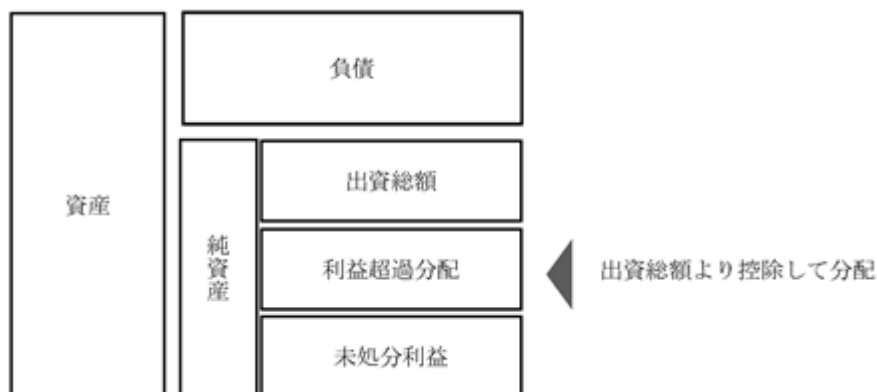 資産
負債
純資産
出資総額
利益超過分配
未処分利益
出資総額より控除して分配